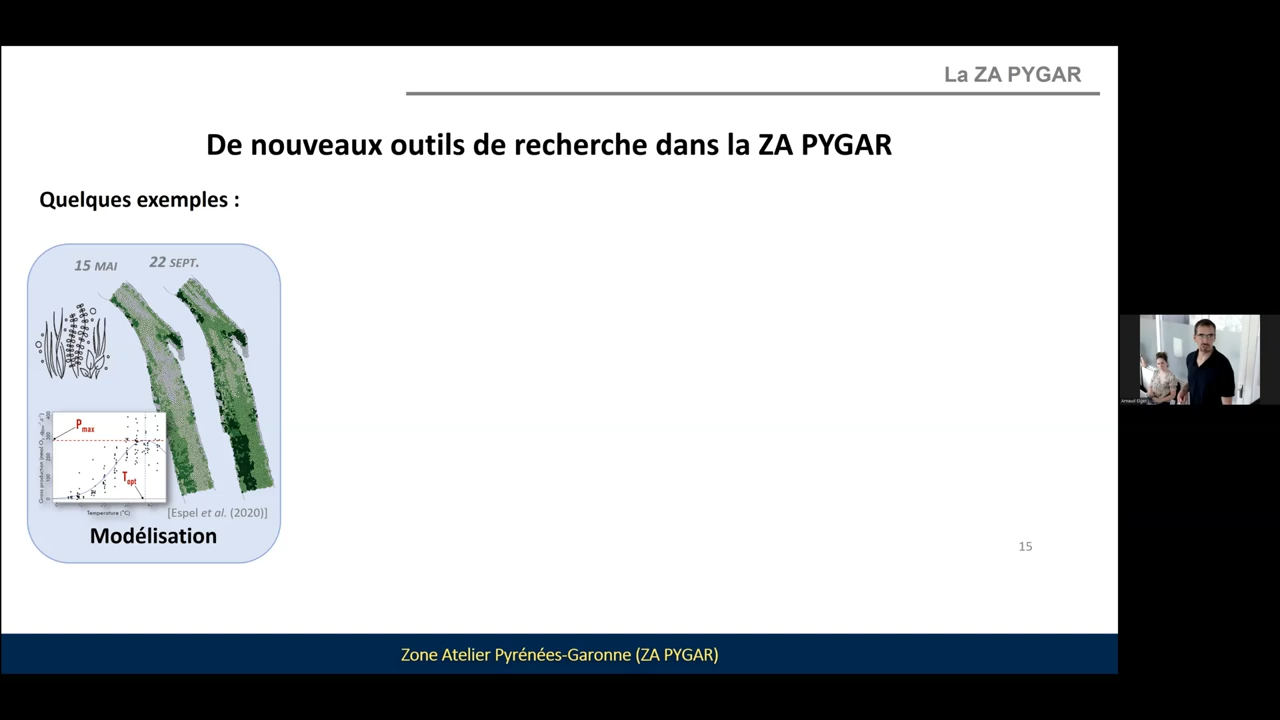 La ZA PYGAR
De nouveaux outils de recherche dans la ZA PYGAR
Quelques exemples :
15 MAI
22 SEPT.
Pmax
Topt
Temperature (°C)
[Espel et al. (2020)]
Modélisation
15
Zone Atelier Pyrénées-Garonne (ZA PYGAR)